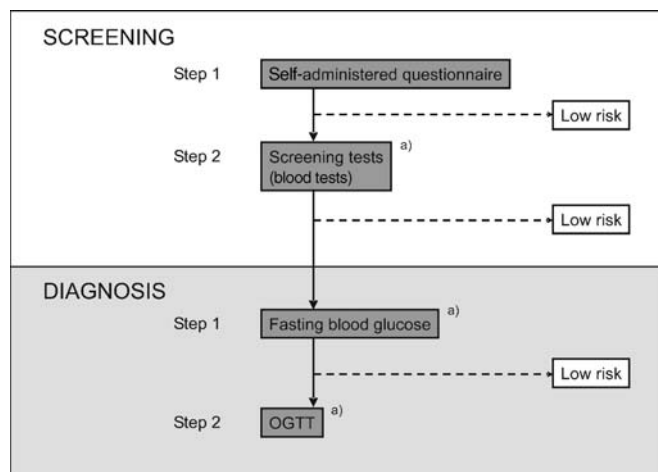 SCREENING
Step 1 Self-administered questionnaire
Low risk
Step 2 Screening tests a)
(blood tests)
Low risk
DIAGNOSIS
Step 1 Fasting blood glucose a)
Low risk
Step 2 OGTT a)